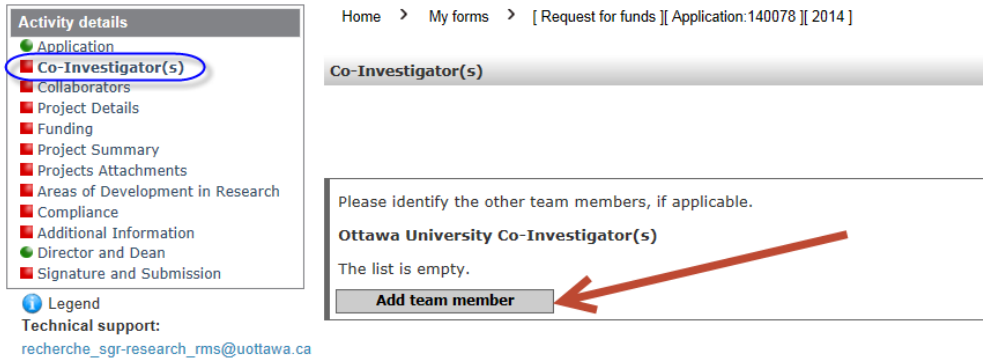 Activity details
Application
Co-Investigator(s)
Collaborators
Project Details
Funding
Project Summary
Projects Attachments
Areas of Development in Research
Compliance
Additional Information
Director and Dean
Signature and Submission
Legend
Technical support:
recherche_sgr-research_rms@uottawa.ca
Home > My forms > [ Request for funds ][ Application:140078 ][ 2014 ]
Co-Investigator(s)
Please identify the other team members, if applicable.
Ottawa University Co-Investigator(s)
The list is empty.
Add team member